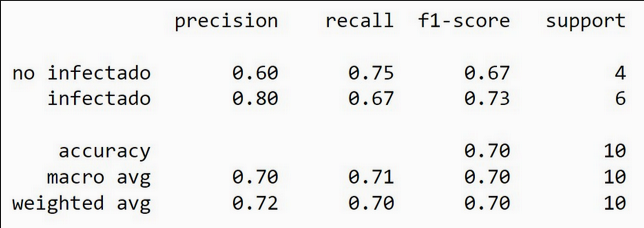 precision recall f1-score support
no infectado 0.60 0.75 0.67 4
infectado 0.80 0.67 0.73 6
accuracy 0.70 10
macro avg 0.70 0.71 0.70 10
weighted avg 0.72 0.70 0.70 10